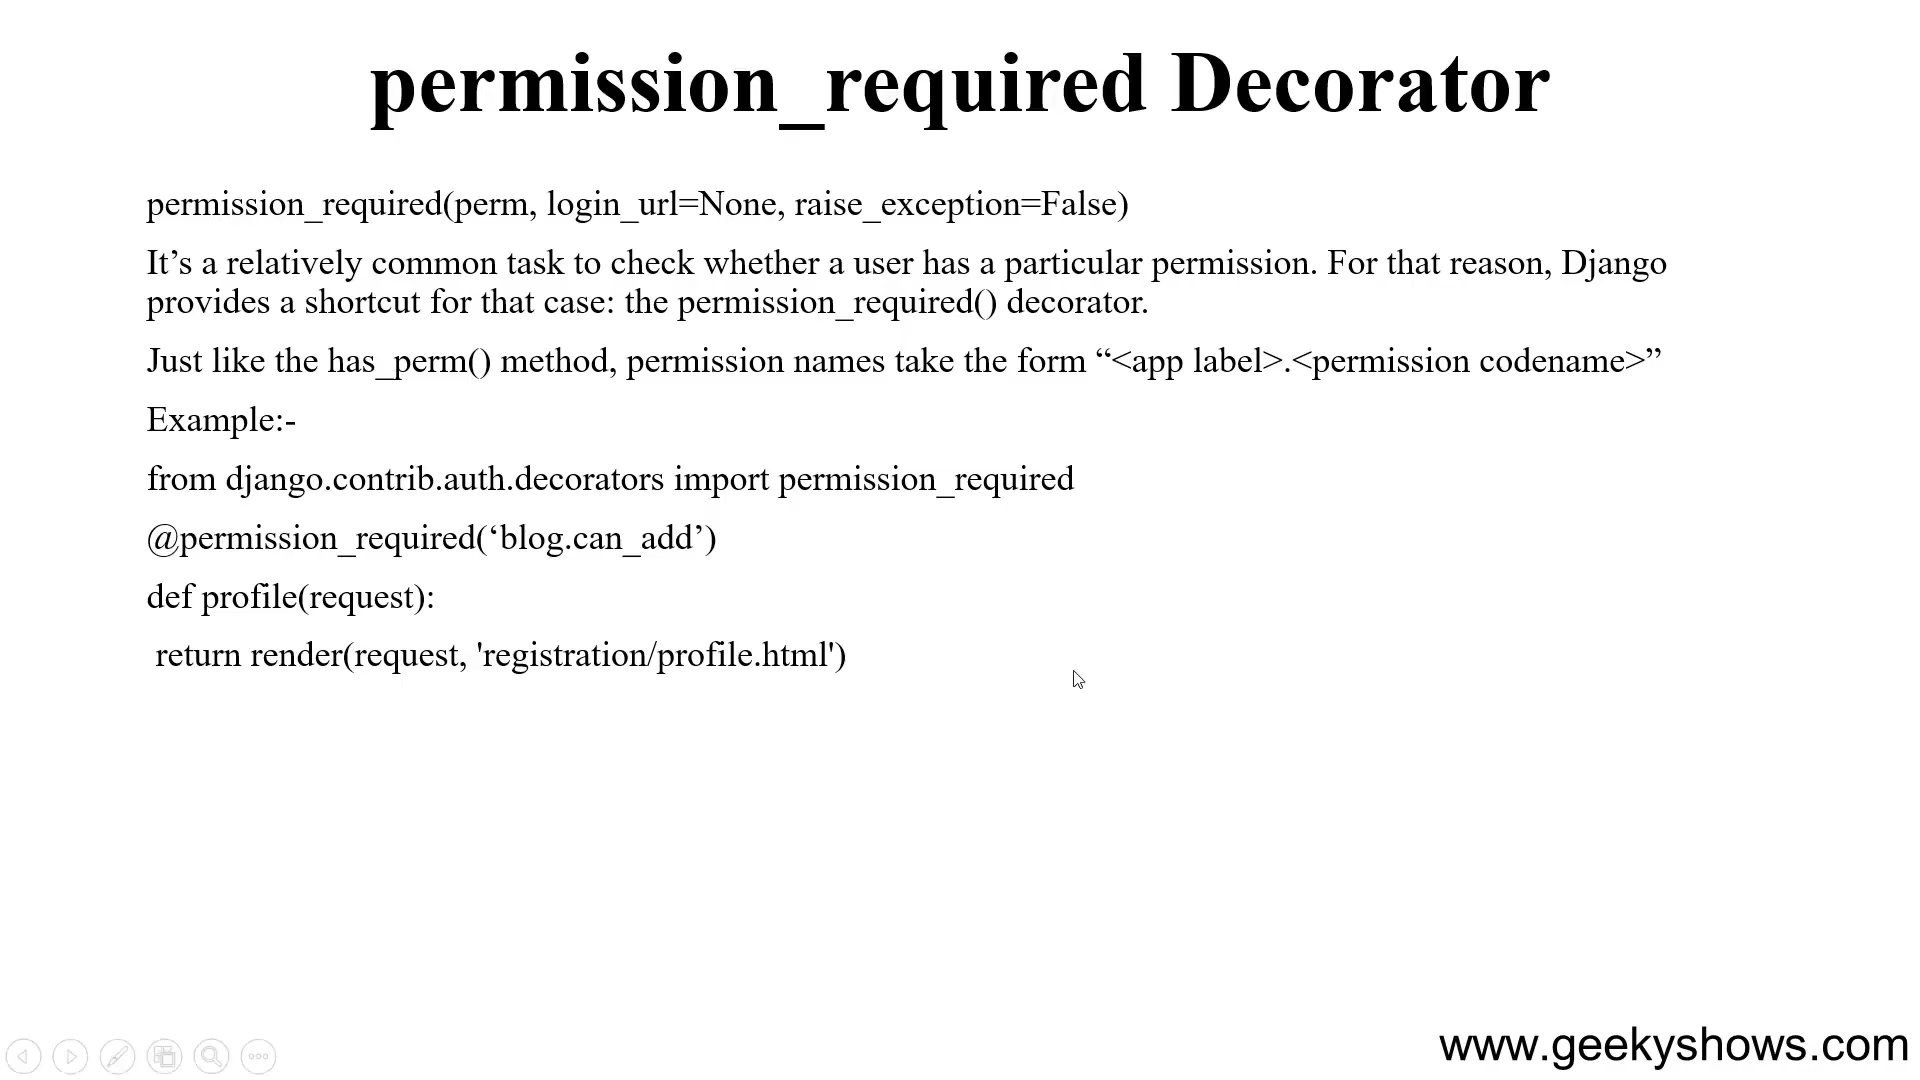 permission_required Decorator
permission_required(perm, login_url=None, raise_exception=False)
It’s a relatively common task to check whether a user has a particular permission. For that reason, Django
provides a shortcut for that case: the permission_required() decorator.
Just like the has_perm() method, permission names take the form “<app label>.<permission codename>”
Example:-
from django.contrib.auth.decorators import permission_required
@permission_required(‘blog.can_add’)
def profile(request):
 return render(request, 'registration/profile.html')
www.geekyshows.com